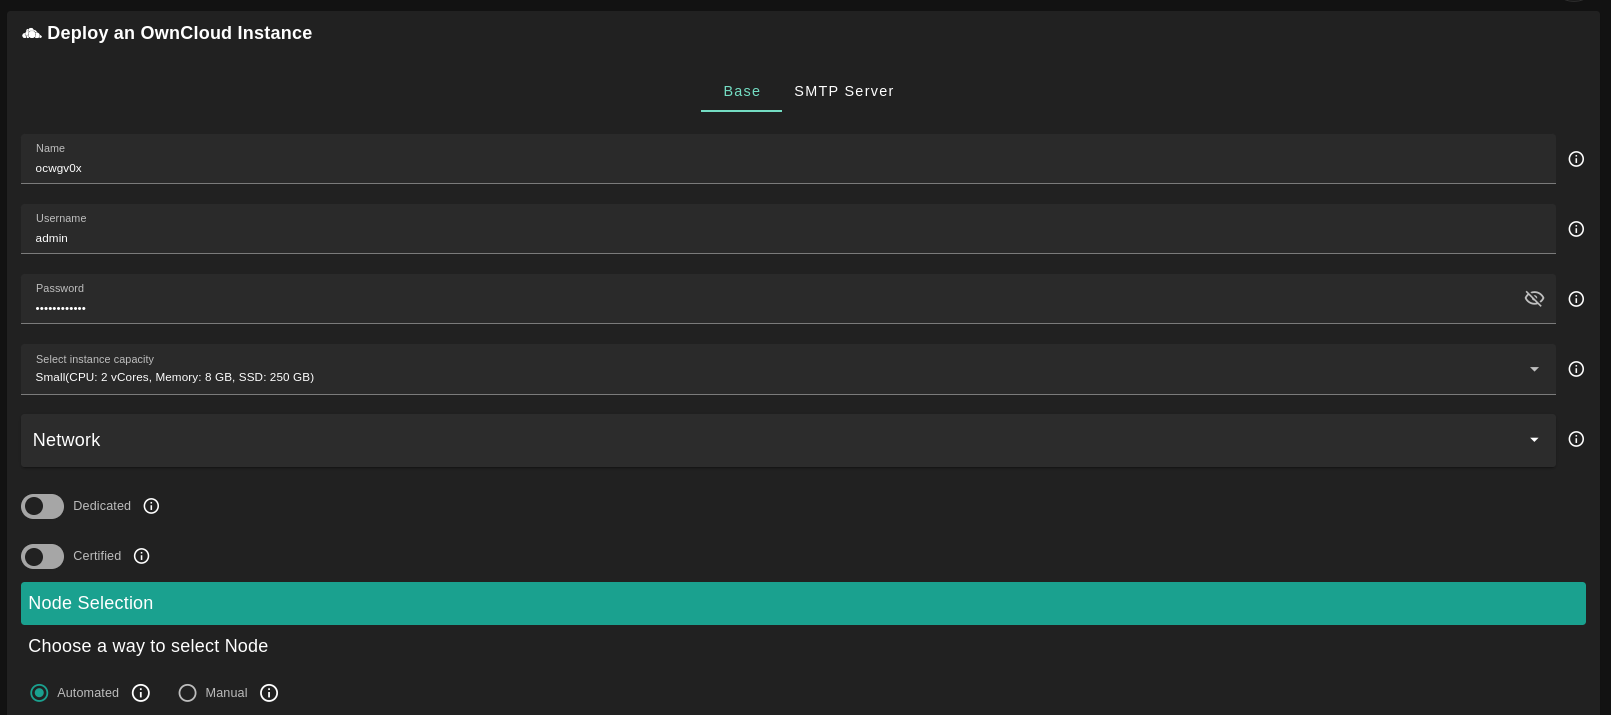 Deploy an OwnCloud Instance
Base
SMTP Server
Name
ocwgv0x
Username
admin
Password
••••••••••••
Select instance capacity
Small(CPU: 2 vCores, Memory: 8 GB, SSD: 250 GB)
Network
Dedicated
Certified
Node Selection
Choose a way to select Node
Automated
Manual